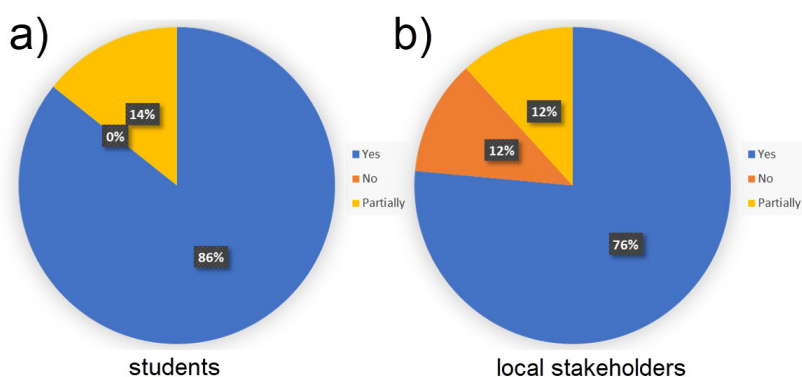 a)
14%
0%
86%
Yes
No
Partially
students
b)
12%
12%
76%
Yes
No
Partially
local stakeholders